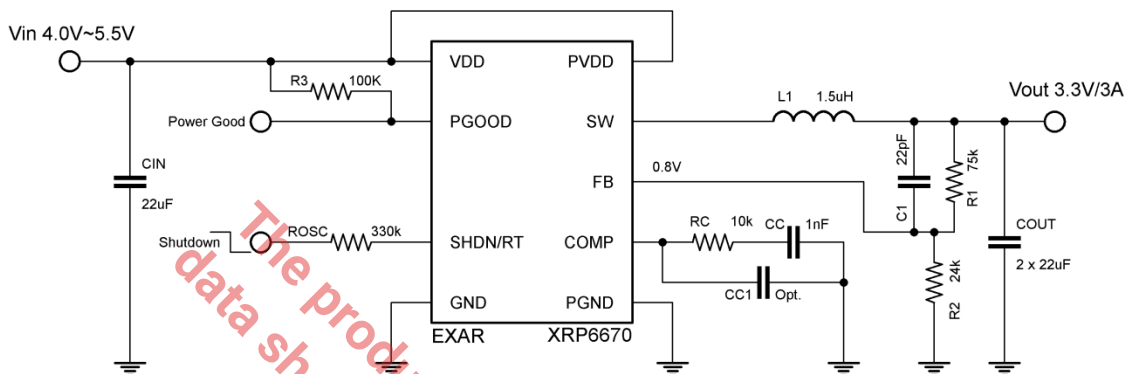 Vin 4.0V~5.5V
R3
100K
Power Good
CIN
22uF
Shutdown
ROSC
330k
VDD
PGOOD
SHDN/RT
GND
PVDD
SW
FB
COMP
PGND
EXAR
XRP6670
L1
1.5uH
Vout 3.3V/3A
0.8V
22pF
C1
75k
R1
RC
10k
CC
1nF
CC1
Opt.
24k
R2
COUT
2 x 22uF
The produ
data sh